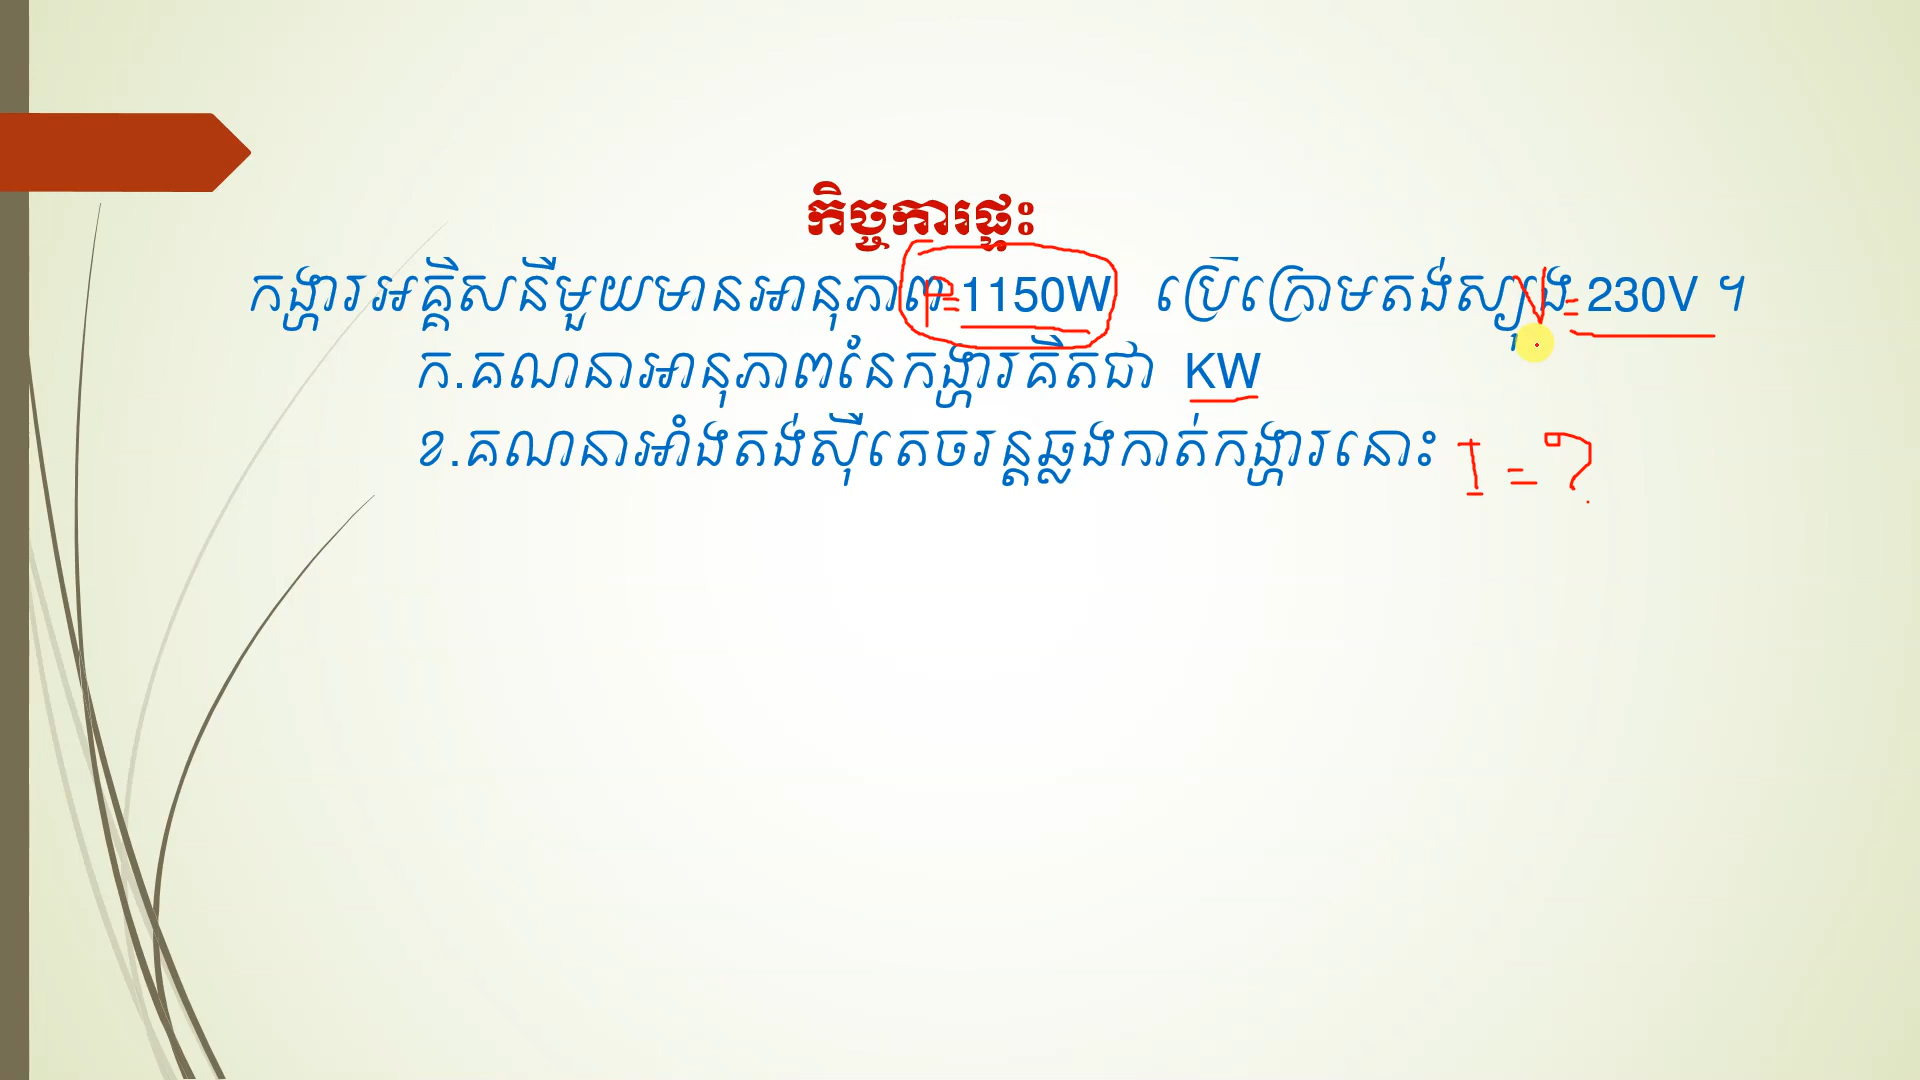 កិច្ចការផ្ទះ
កង្ហារអគ្គិសនីមួយមានអានុភាព P= 1150W ប្រើក្រោមតង់ស្យុង V= 230V ។
ក.គណនាអានុភាពនៃកង្ហារគិតជា KW
ខ.គណនាអាំងតង់ស៊ីតេចរន្តឆ្លងកាត់កង្ហារនោះ I = ?